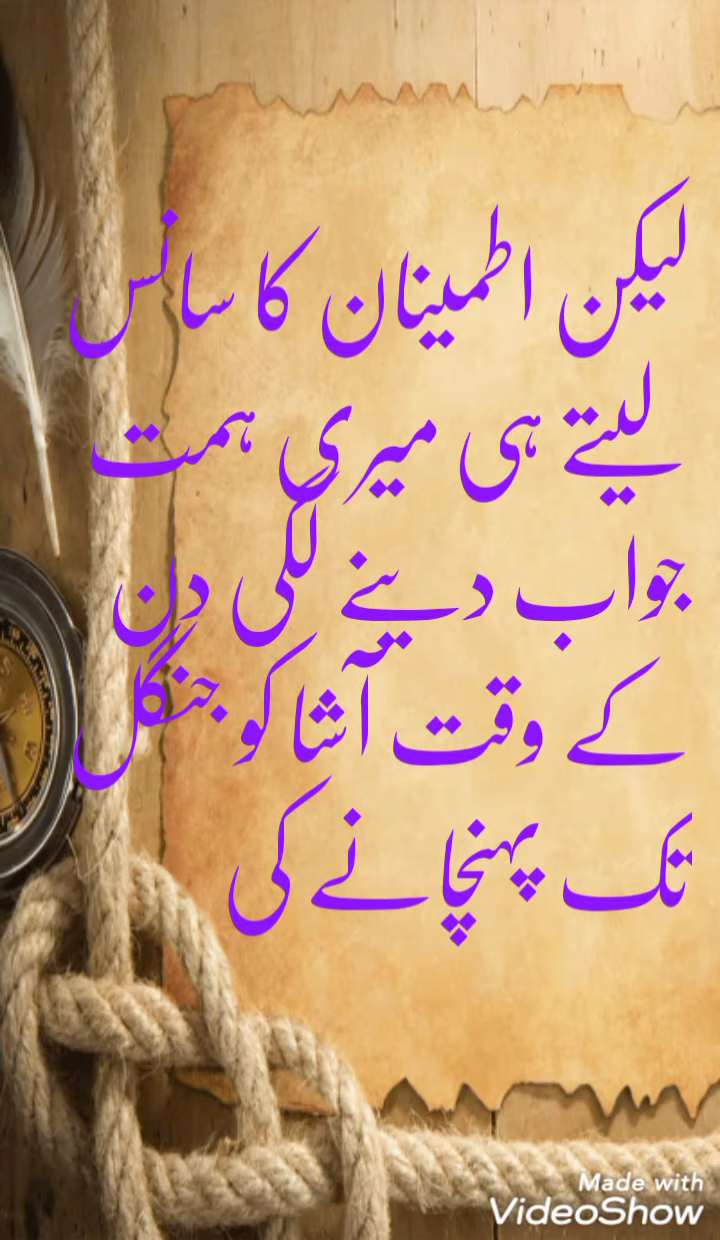 لیکن اطمینان کا سانس
لیتے ہی میری ہمت
جواب دینے لگی دن
کے وقت آشا کو جنگل
تک پہنچانے کی
Made with
VideoShow